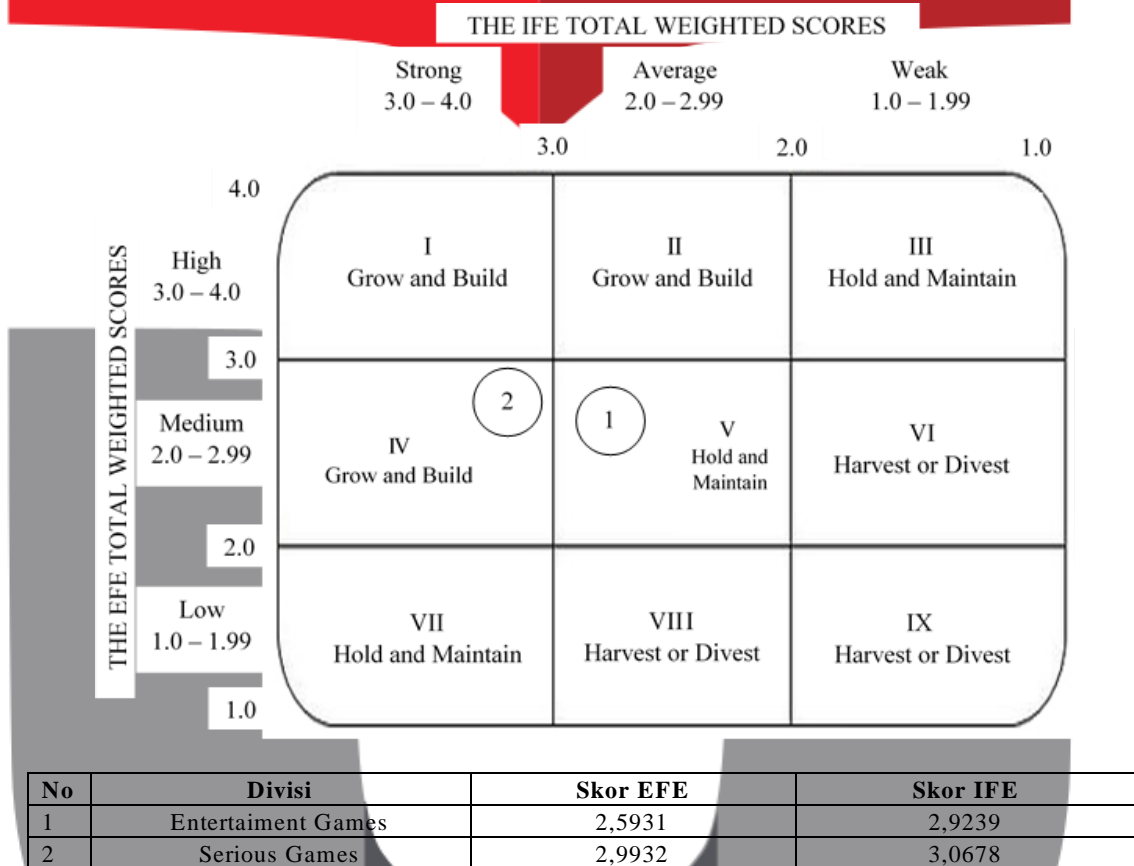 THE IFE TOTAL WEIGHTED SCORES
Strong
3.0 – 4.0
Average
2.0 – 2.99
Weak
1.0 – 1.99
3.0
2.0
1.0
THE EFE TOTAL WEIGHTED SCORES
4.0
High
3.0 – 4.0
3.0
Medium
2.0 – 2.99
2.0
Low
1.0 – 1.99
1.0
I
Grow and Build
II
Grow and Build
III
Hold and Maintain
2
1
IV
Grow and Build
V
Hold and
Maintain
VI
Harvest or Divest
VII
Hold and Maintain
VIII
Harvest or Divest
IX
Harvest or Divest
No Divisi Skor EFE Skor IFE
1 Entertaiment Games 2,5931 2,9239
2 Serious Games 2,9932 3,0678